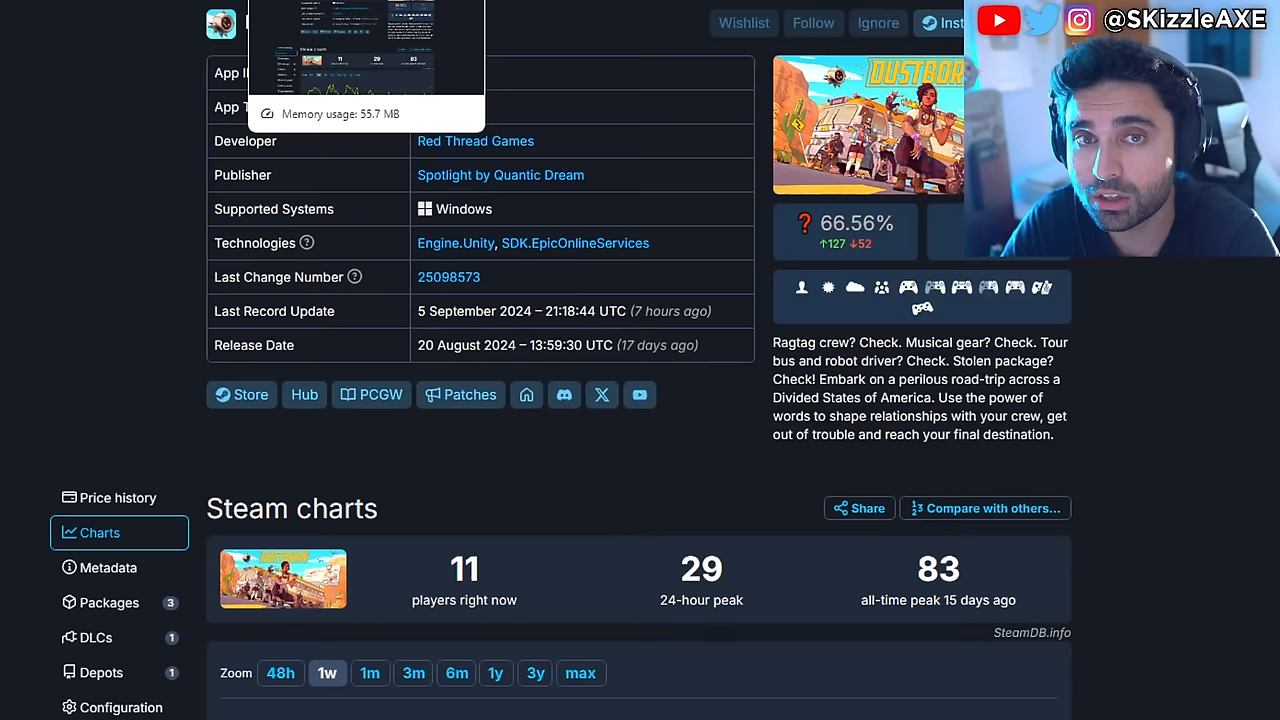 Wishlist Follow Ignore Inst
@SKizzleAXE
App I
App T
Memory usage: 55.7 MB
Developer Red Thread Games
Publisher Spotlight by Quantic Dream
Supported Systems Windows
Technologies Engine.Unity, SDK.EpicOnlineServices
Last Change Number 25098573
Last Record Update 5 September 2024 – 21:18:44 UTC (7 hours ago)
Release Date 20 August 2024 – 13:59:30 UTC (17 days ago)
Store Hub PCGW Patches
DUSTBOR
66.56%
↑127 ↓52
Ragtag crew? Check. Musical gear? Check. Tour
bus and robot driver? Check. Stolen package?
Check! Embark on a perilous road-trip across a
Divided States of America. Use the power of
words to shape relationships with your crew, get
out of trouble and reach your final destination.
Price history
Charts
Metadata
Packages 3
DLCs 1
Depots 1
Configuration
Steam charts
Share
Compare with others...
11 29 83
players right now 24-hour peak all-time peak 15 days ago
SteamDB.info
Zoom 48h 1w 1m 3m 6m 1y 3y max